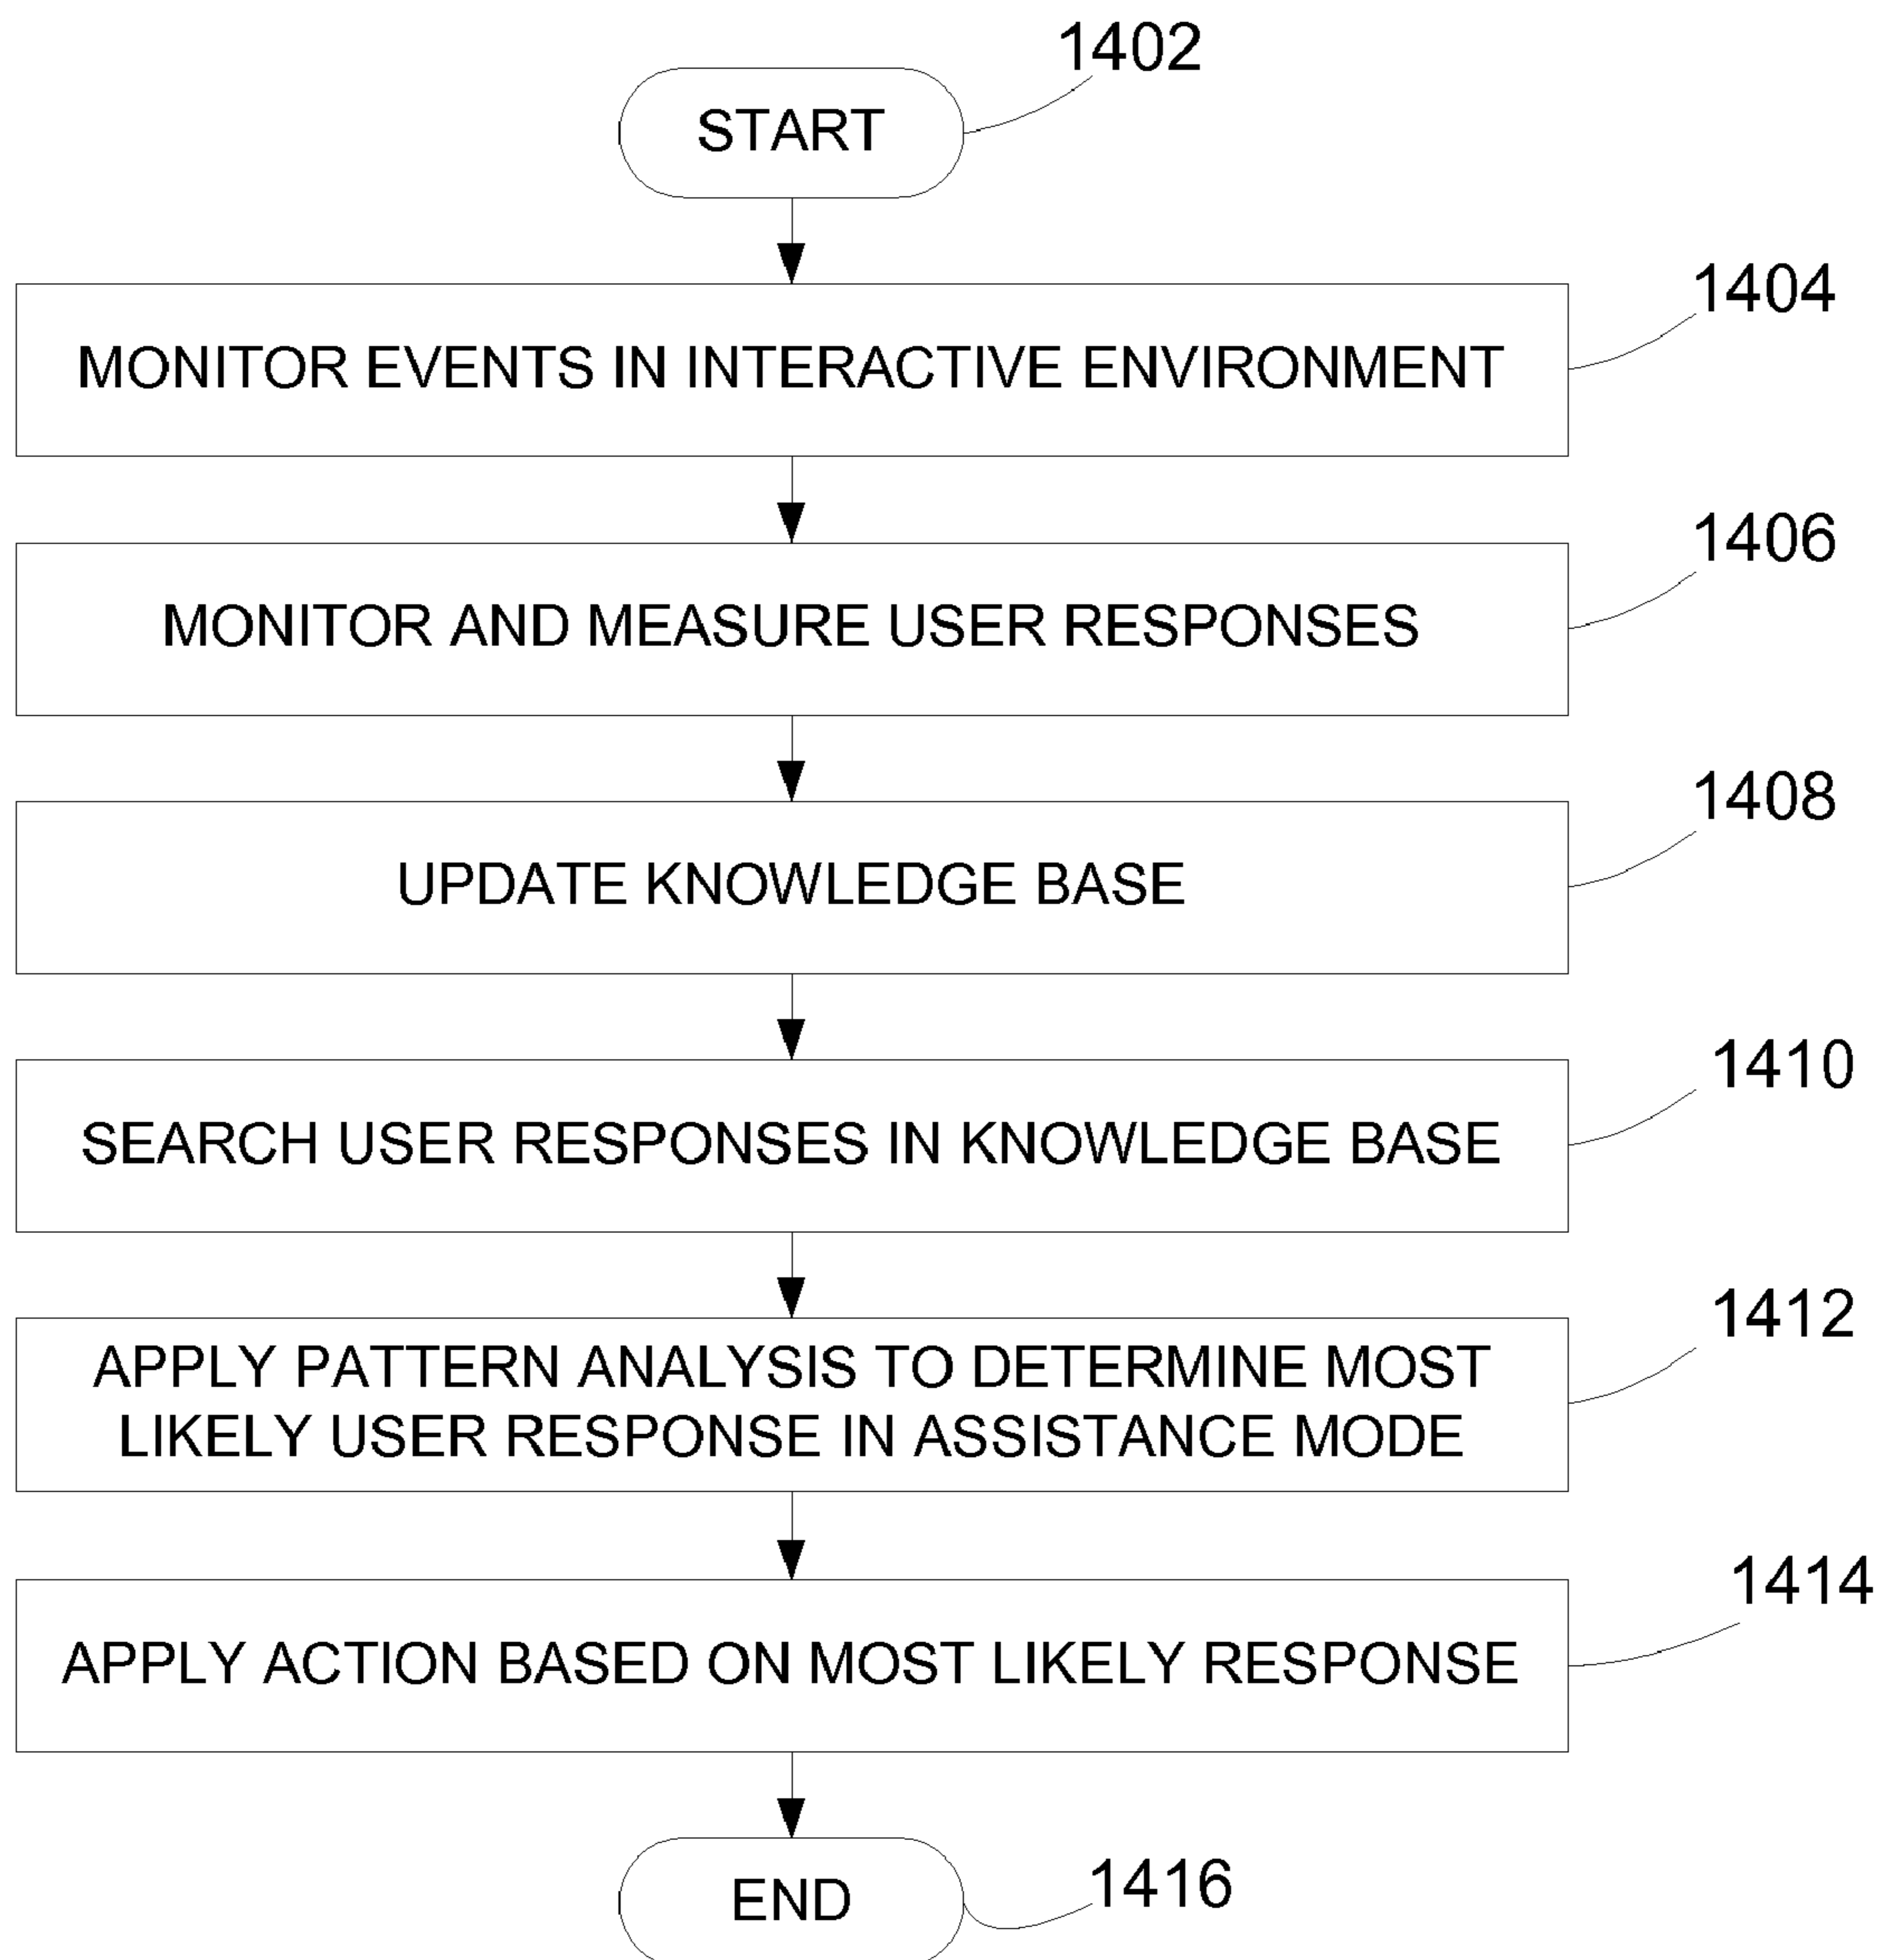 1402
START
1404
MONITOR EVENTS IN INTERACTIVE ENVIRONMENT
1406
MONITOR AND MEASURE USER RESPONSES
1408
UPDATE KNOWLEDGE BASE
1410
SEARCH USER RESPONSES IN KNOWLEDGE BASE
1412
APPLY PATTERN ANALYSIS TO DETERMINE MOST
LIKELY USER RESPONSE IN ASSISTANCE MODE
1414
APPLY ACTION BASED ON MOST LIKELY RESPONSE
1416
END